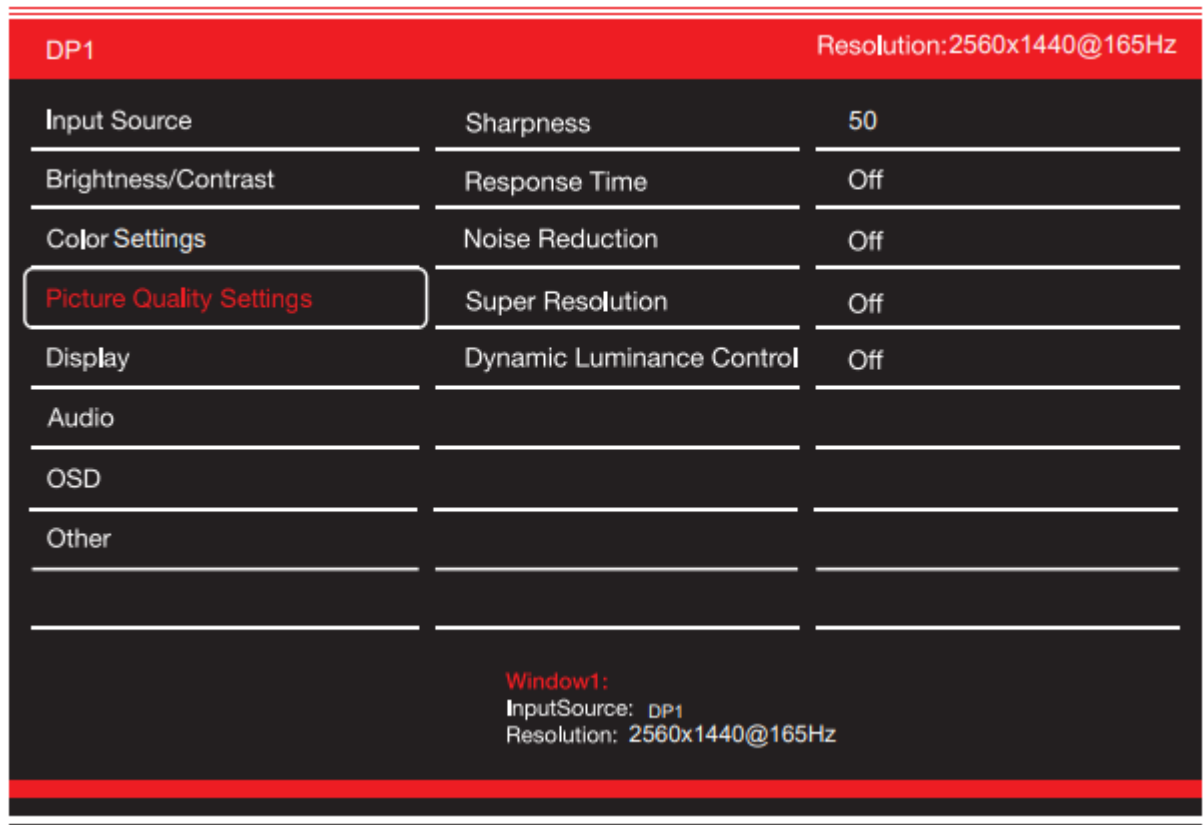 DP1 Resolution:2560x1440@165Hz
Input Source Sharpness 50
Brightness/Contrast Response Time Off
Color Settings Noise Reduction Off
Picture Quality Settings Super Resolution Off
Display Dynamic Luminance Control Off
Audio
OSD
Other
Window1:
InputSource: DP1
Resolution: 2560x1440@165Hz